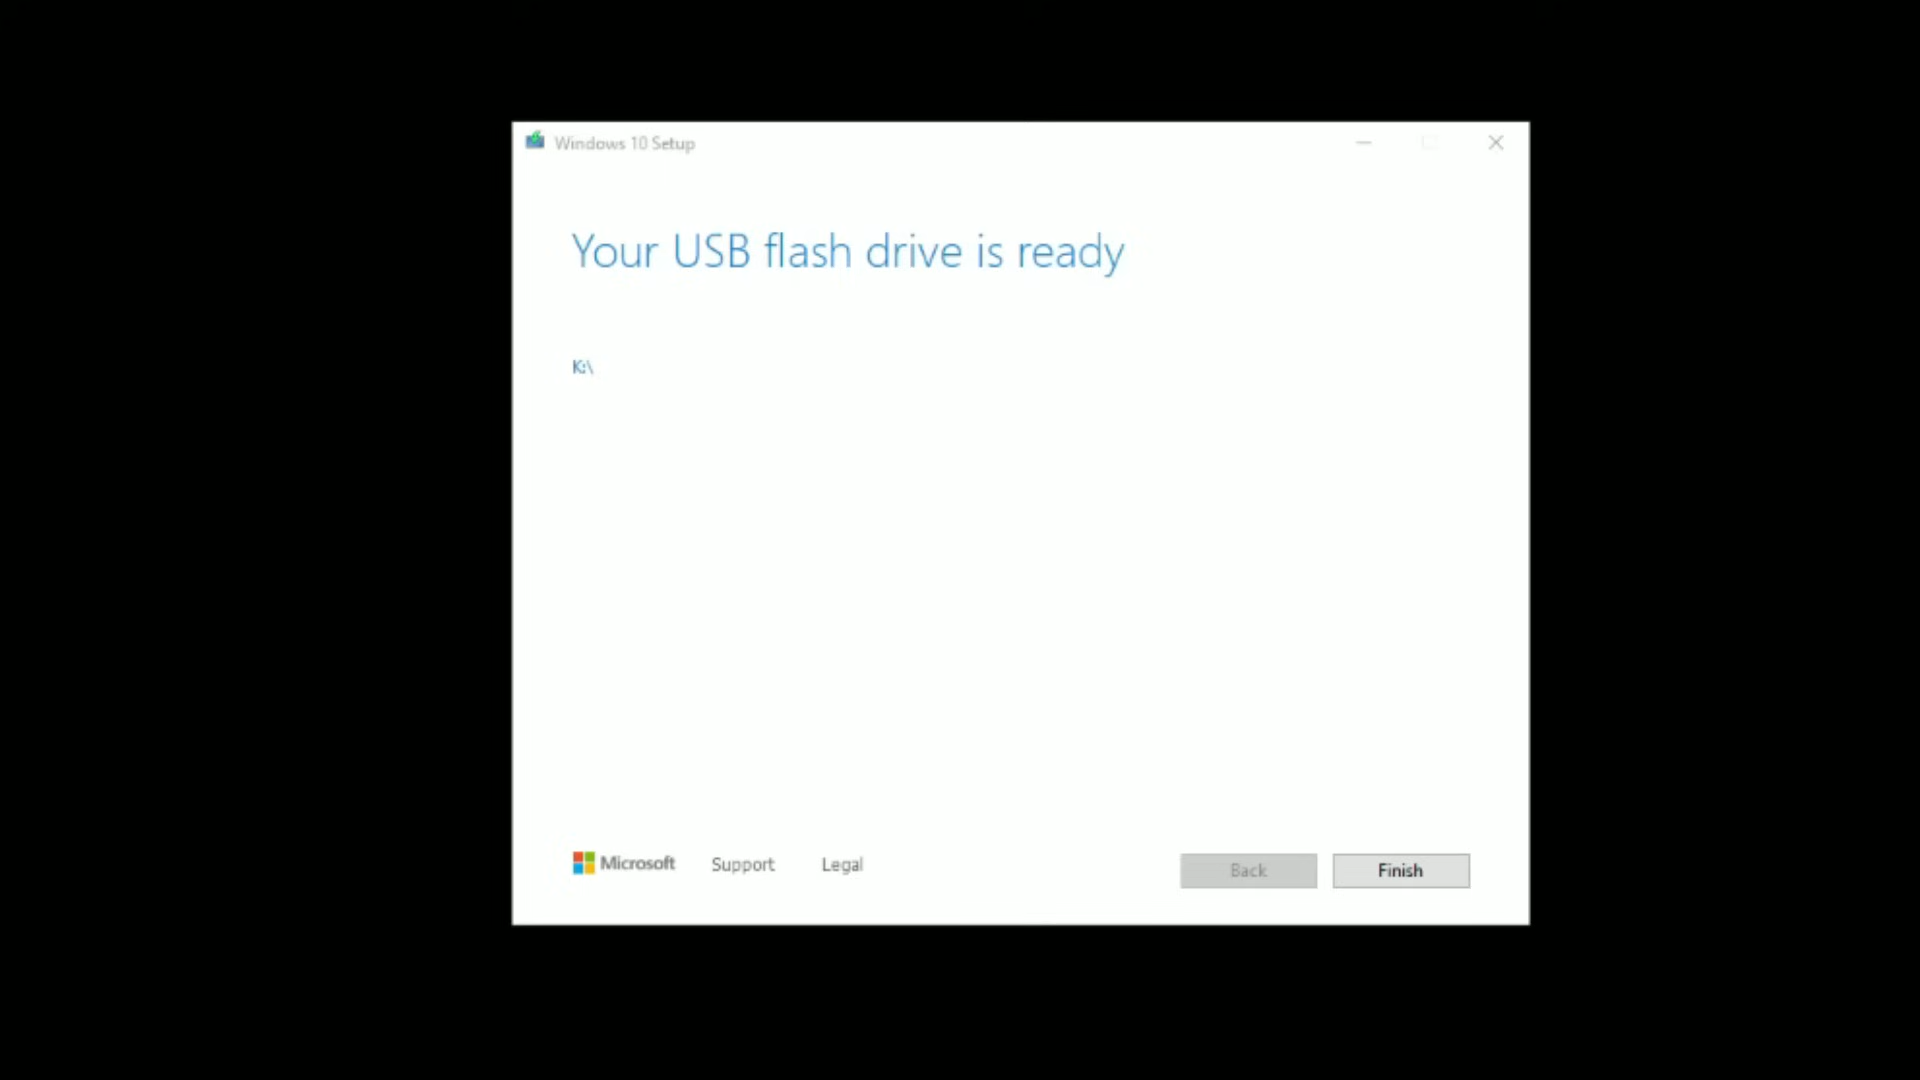 Windows 10 Setup
Your USB flash drive is ready
K:\
Microsoft
Support
Legal
Back
Finish